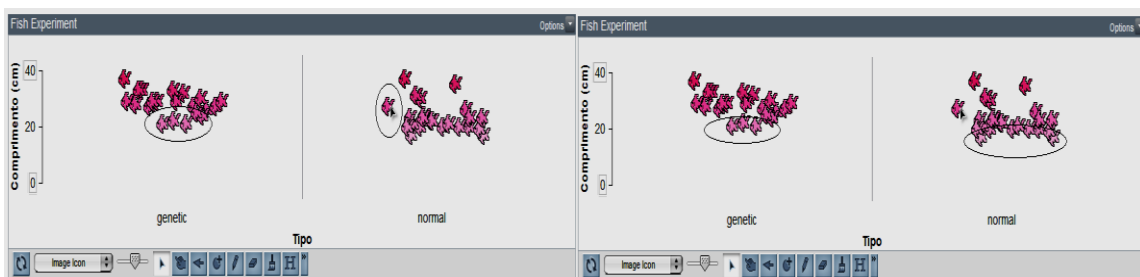 Fish Experiment
Options
Comprimento (cm)
40
20
0
genetic
normal
Tipo
Image Icon
H
»
Fish Experiment
Options
Comprimento (cm)
40
20
0
genetic
normal
Tipo
Image Icon
H
»